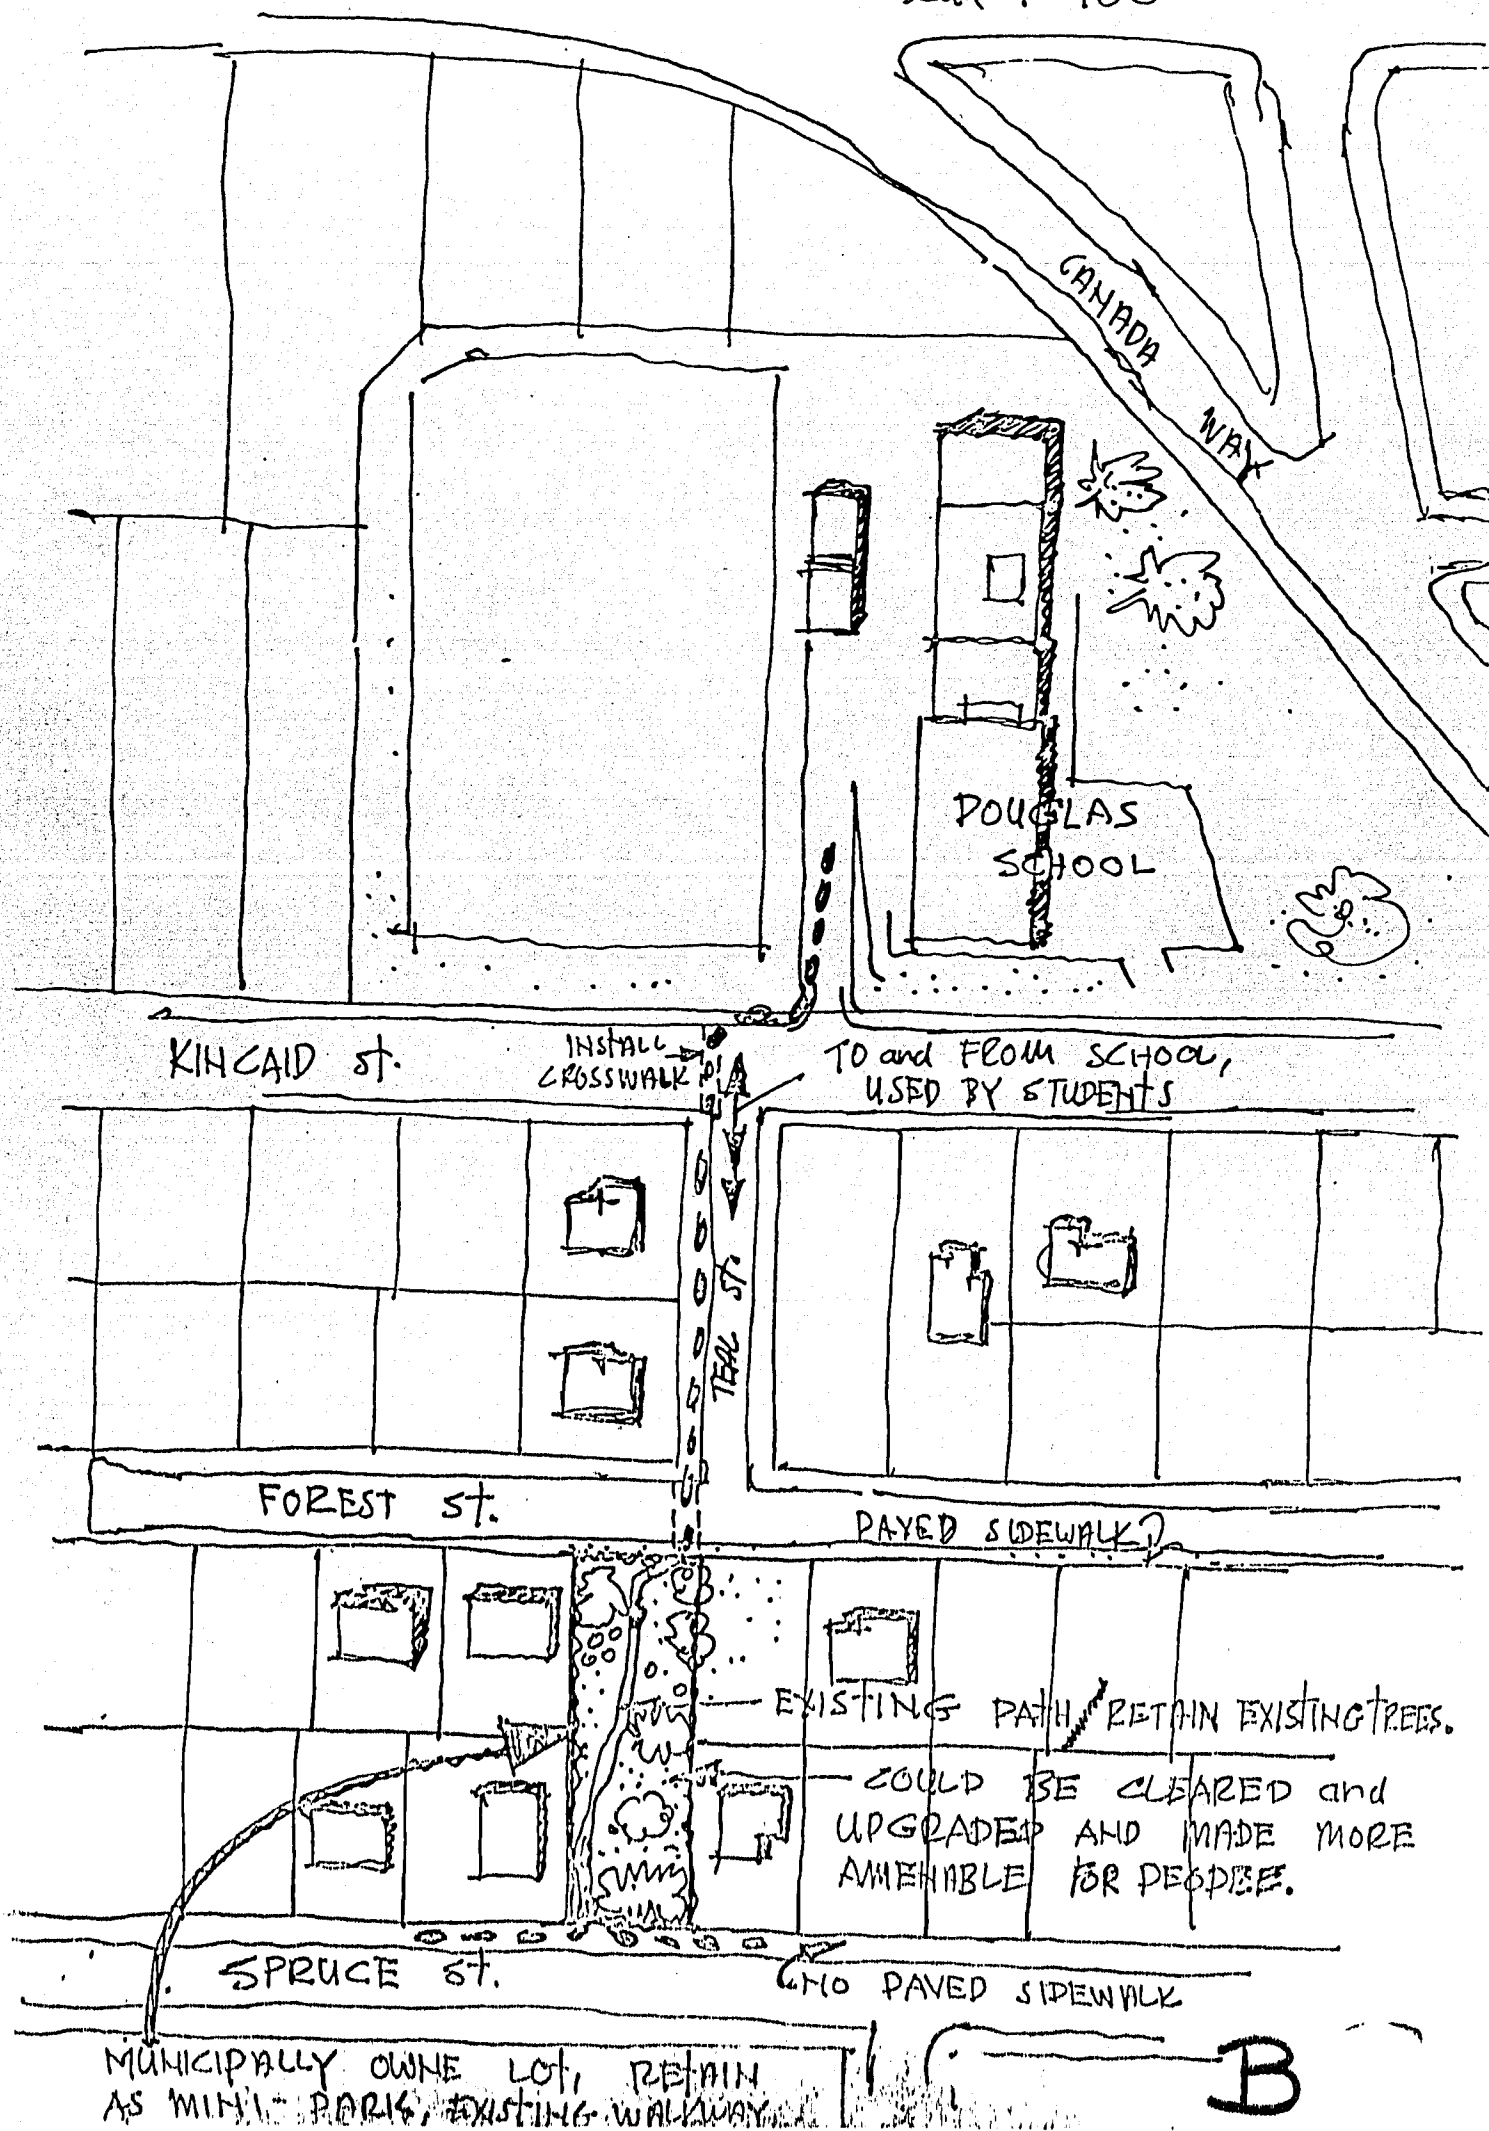 CANADA
WAY
DOUGLAS
SCHOOL
KINCAID St.
INSTALL
CROSSWALK
TO and FROM SCHOOL,
USED BY STUDENTS
TEAL St.
FOREST St.
PAVED SIDEWALK
EXISTING PATH/RETAIN EXISTING TREES.
COULD BE CLEARED and
UPGRADED AND MADE MORE
AMENABLE FOR PEOPLE.
SPRUCE St.
NO PAVED SIDEWALK
MUNICIPALLY OWNE LOT, RETAIN
AS MINI-PARK, EXISTING WALKWAY
B